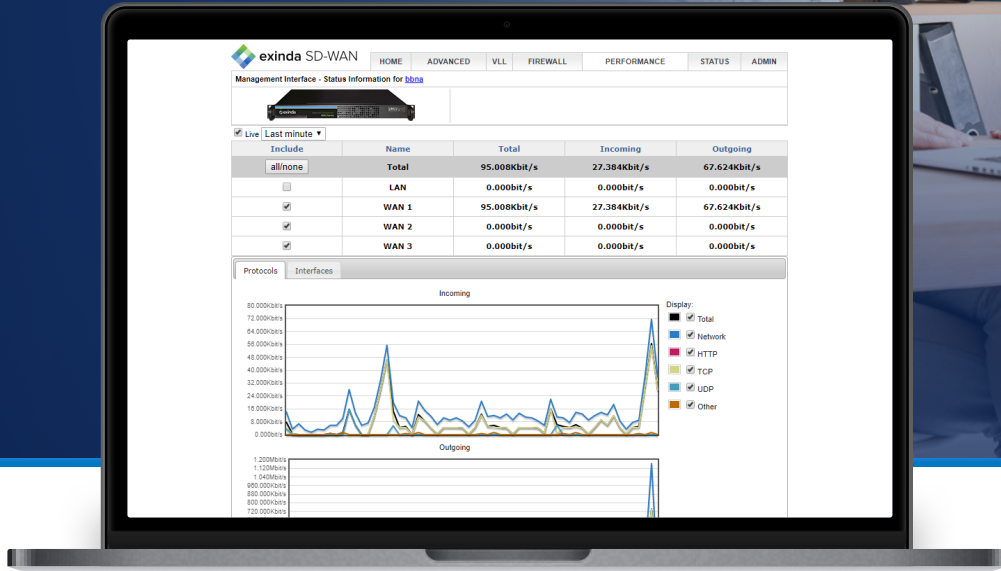 exinda SD-WAN
HOME ADVANCED VLL FIREWALL PERFORMANCE STATUS ADMIN
Management Interface - Status Information for bbna
exinda
Live Last minute
Include Name Total Incoming Outgoing
all/none Total 95.008Kbit/s 27.384Kbit/s 67.624Kbit/s
LAN 0.000bit/s 0.000bit/s 0.000bit/s
WAN 1 95.008Kbit/s 27.384Kbit/s 67.624Kbit/s
WAN 2 0.000bit/s 0.000bit/s 0.000bit/s
WAN 3 0.000bit/s 0.000bit/s 0.000bit/s
Protocols Interfaces
Incoming
80.000Kbit/s
72.000Kbit/s
64.000Kbit/s
56.000Kbit/s
48.000Kbit/s
40.000Kbit/s
32.000Kbit/s
24.000Kbit/s
16.000Kbit/s
8.000Kbit/s
0.000bit/s
Display:
Total
Network
HTTP
TCP
UDP
Other
Outgoing
1.200Mbit/s
1.120Mbit/s
1.040Mbit/s
960.000Kbit/s
880.000Kbit/s
800.000Kbit/s
720.000Kbit/s